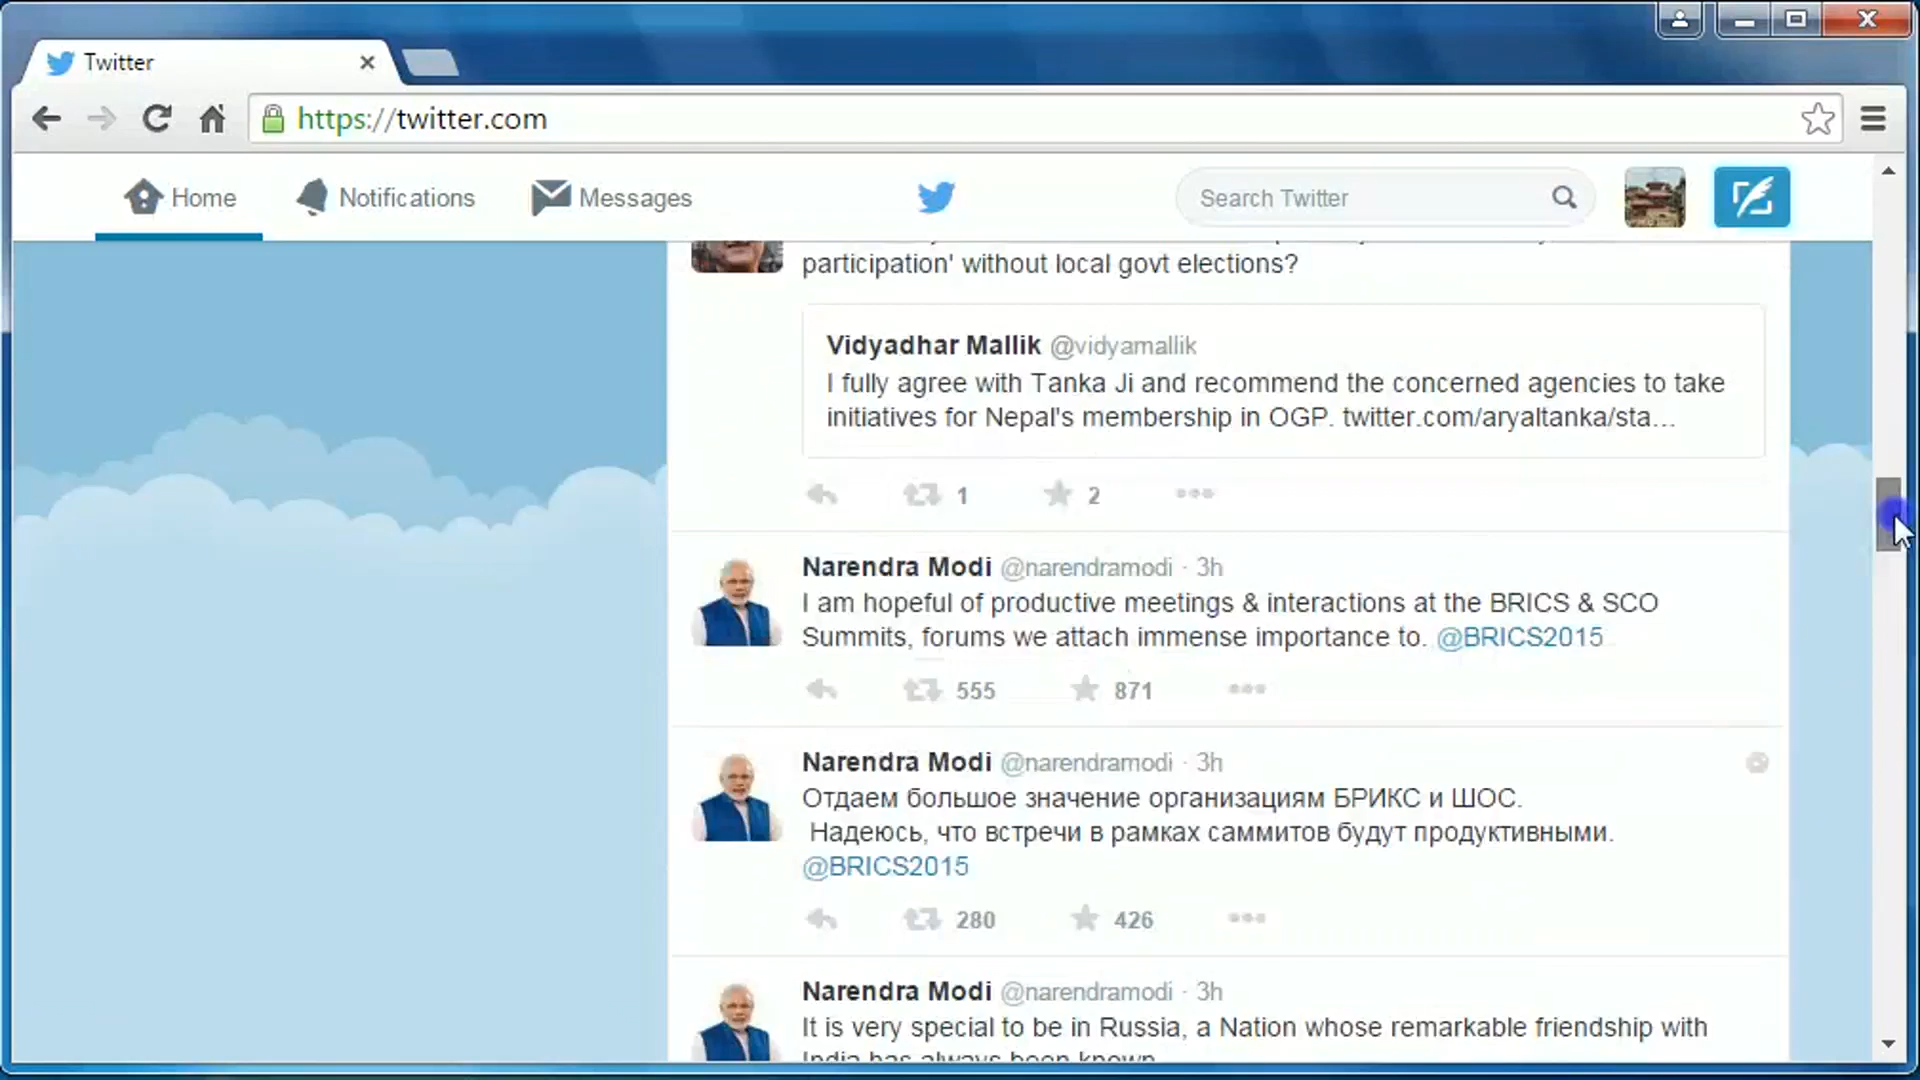 Twitter
https://twitter.com
Home Notifications Messages Search Twitter
participation' without local govt elections?
Vidyadhar Mallik @vidyamallik
I fully agree with Tanka Ji and recommend the concerned agencies to take
initiatives for Nepal's membership in OGP. twitter.com/aryaltanka/sta...
1 2
Narendra Modi @narendramodi · 3h
I am hopeful of productive meetings & interactions at the BRICS & SCO
Summits, forums we attach immense importance to. @BRICS2015
555 871
Narendra Modi @narendramodi · 3h
Отдаем большое значение организациям БРИКС и ШОС.
Надеюсь, что встречи в рамках саммитов будут продуктивными.
@BRICS2015
280 426
Narendra Modi @narendramodi · 3h
It is very special to be in Russia, a Nation whose remarkable friendship with
India has always been known